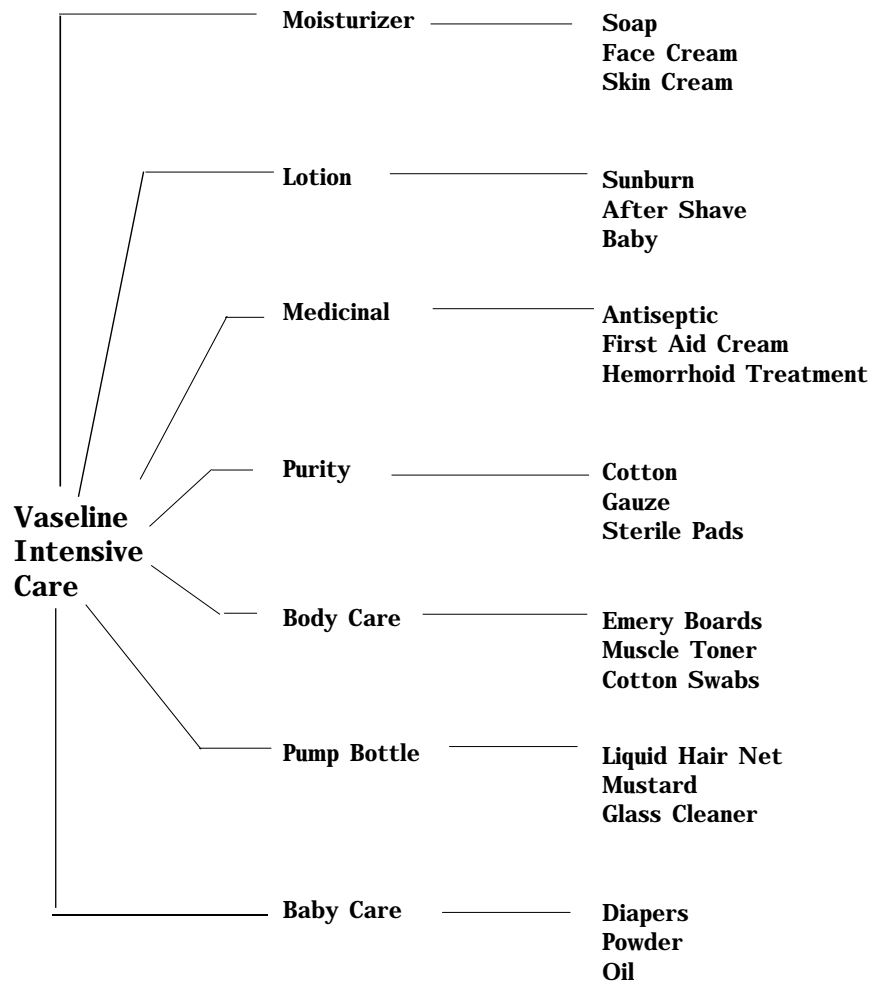 Moisturizer
Soap
Face Cream
Skin Cream
Lotion
Sunburn
After Shave
Baby
Medicinal
Antiseptic
First Aid Cream
Hemorrhoid Treatment
Purity
Cotton
Gauze
Sterile Pads
Vaseline
Intensive
Care
Body Care
Emery Boards
Muscle Toner
Cotton Swabs
Pump Bottle
Liquid Hair Net
Mustard
Glass Cleaner
Baby Care
Diapers
Powder
Oil